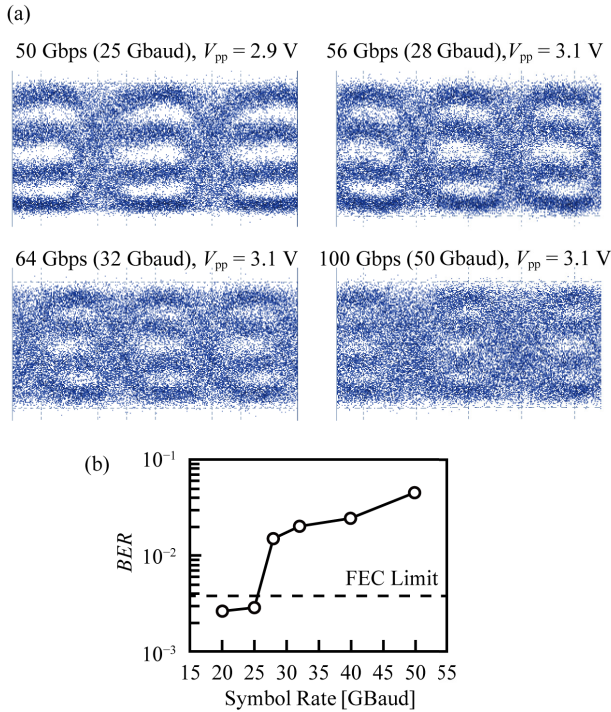 (a)
50 Gbps (25 Gbaud), Vpp = 2.9 V
56 Gbps (28 Gbaud),Vpp = 3.1 V
64 Gbps (32 Gbaud), Vpp = 3.1 V
100 Gbps (50 Gbaud), Vpp = 3.1 V
(b)
10⁻¹
10⁻²
10⁻³
BER
FEC Limit
15 20 25 30 35 40 45 50 55
Symbol Rate [GBaud]